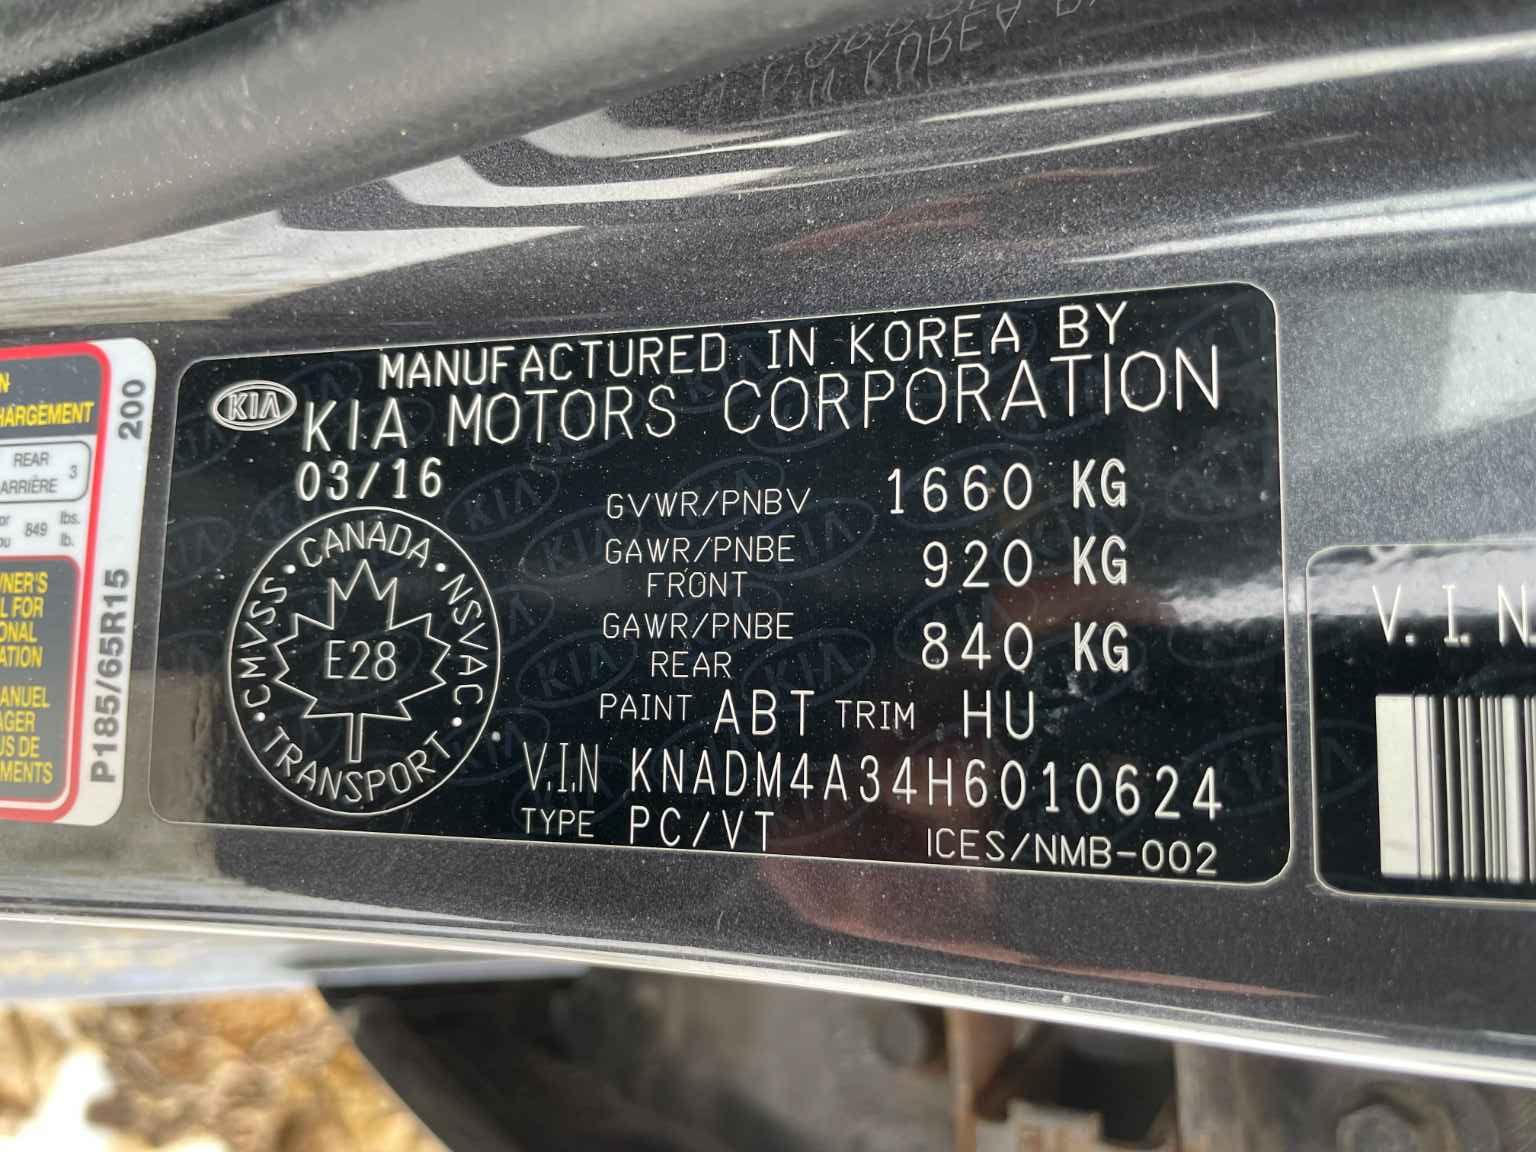 MANUFACTURED IN KOREA BY
KIA
KIA MOTORS CORPORATION
03/16
GVWR/PNBV 1660 KG
GAWR/PNBE FRONT 920 KG
GAWR/PNBE REAR 840 KG
PAINT ABT TRIM HU
V.I.N KNADM4A34H6010624
TYPE PC/VT
ICES/NMB-002
CANADA · NSVAC · TRANSPORT · CMVSS ·
E28
200
P185/65R15
REAR
3
849 lbs.
lb.
V.I.N
KOREA